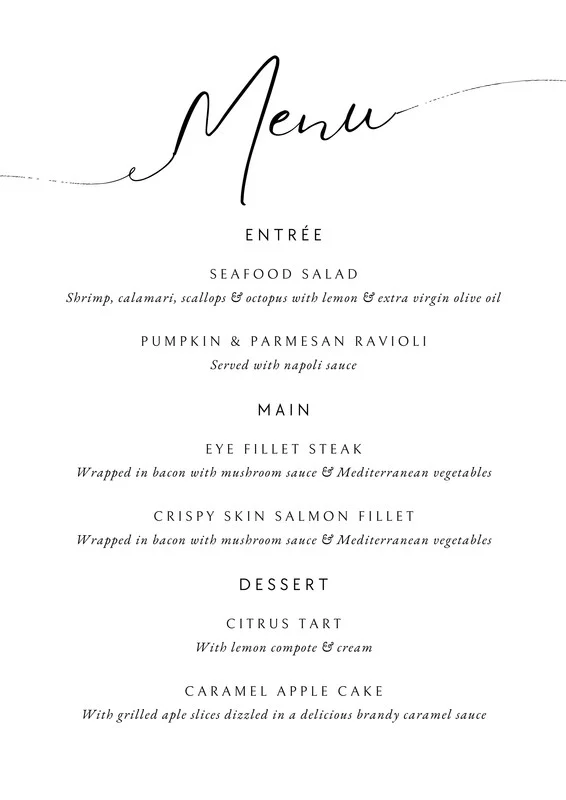 Menu
ENTRÉE
SEAFOOD SALAD
Shrimp, calamari, scallops & octopus with lemon & extra virgin olive oil
PUMPKIN & PARMESAN RAVIOLI
Served with napoli sauce
MAIN
EYE FILLET STEAK
Wrapped in bacon with mushroom sauce & Mediterranean vegetables
CRISPY SKIN SALMON FILLET
Wrapped in bacon with mushroom sauce & Mediterranean vegetables
DESSERT
CITRUS TART
With lemon compote & cream
CARAMEL APPLE CAKE
With grilled aple slices dizzled in a delicious brandy caramel sauce